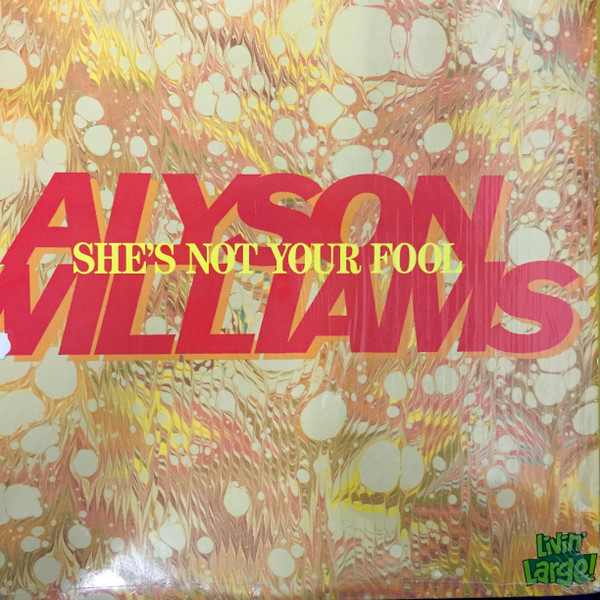 ALYSON
SHE'S NOT YOUR FOOL
WILLIAMS
Livin'
Large!